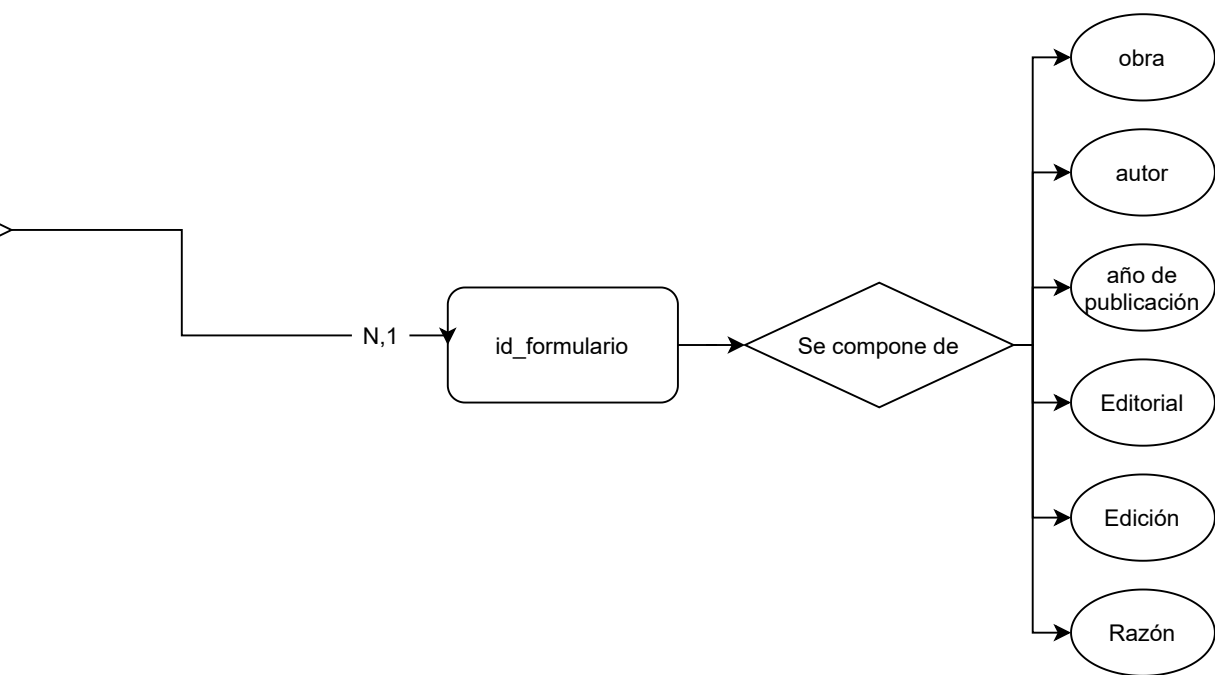 obra
autor
año de
publicación
N,1
id_formulario
Se compone de
Editorial
Edición
Razón